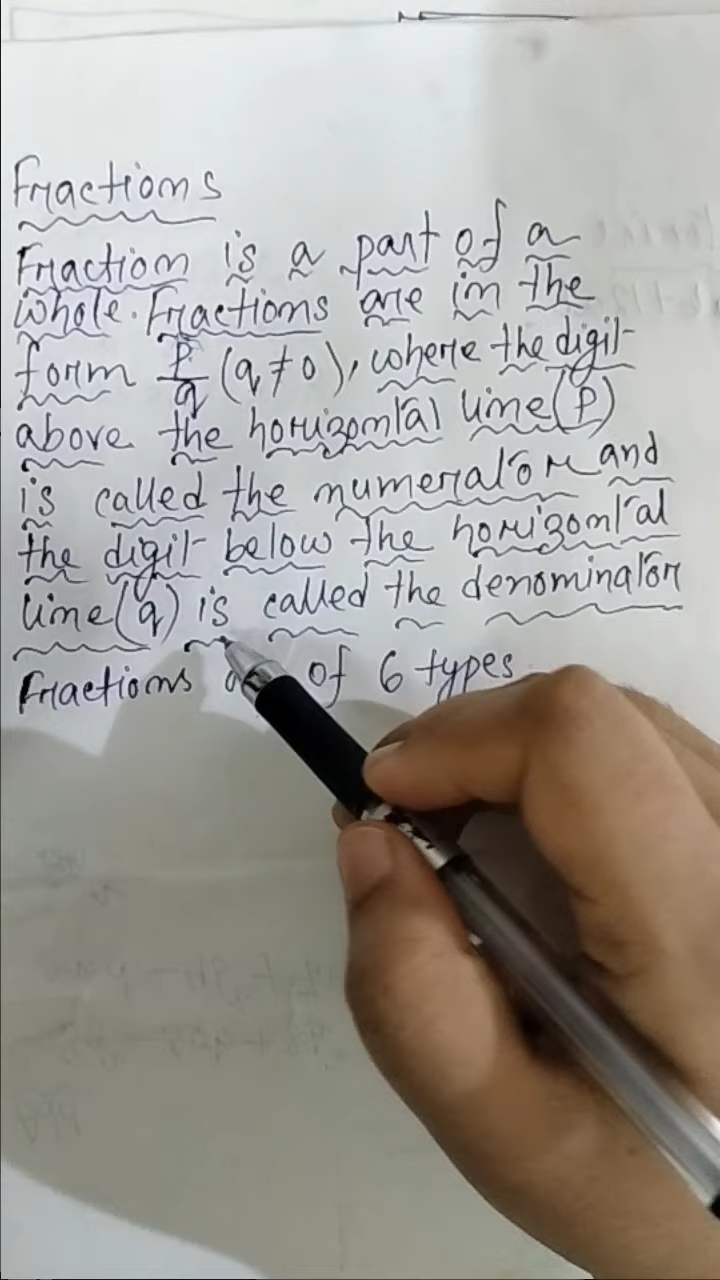 Fractions
Fraction is a part of a
whole. Fractions are in the
form p/q (q≠0), where the digit
above the horizontal line (p)
is called the numerator and
the digit below the horizontal
line (q) is called the denominator
Fractions of 6 types